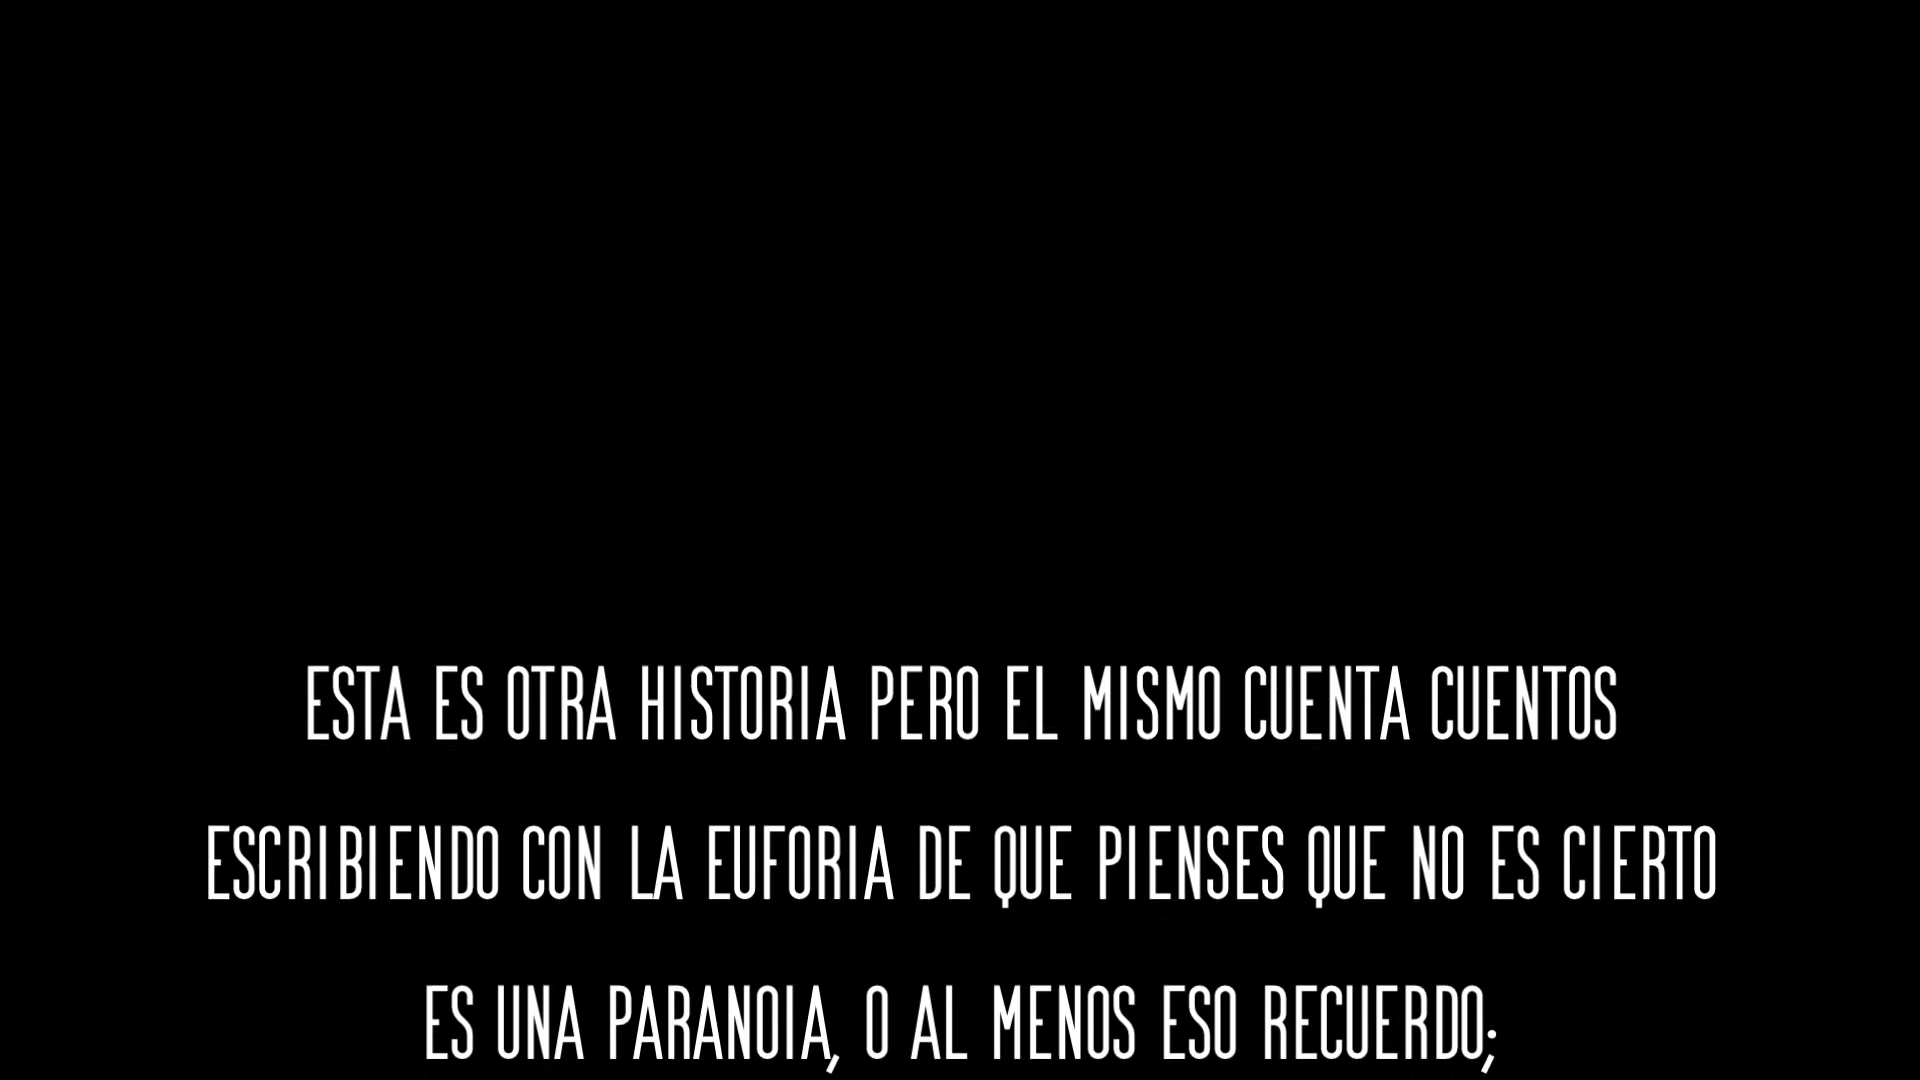 ESTA ES OTRA HISTORIA PERO EL MISMO CUENTA CUENTOS
ESCRIBIENDO CON LA EUFORIA DE QUE PIENSES QUE NO ES CIERTO
ES UNA PARANOIA, O AL MENOS ESO RECUERDO;